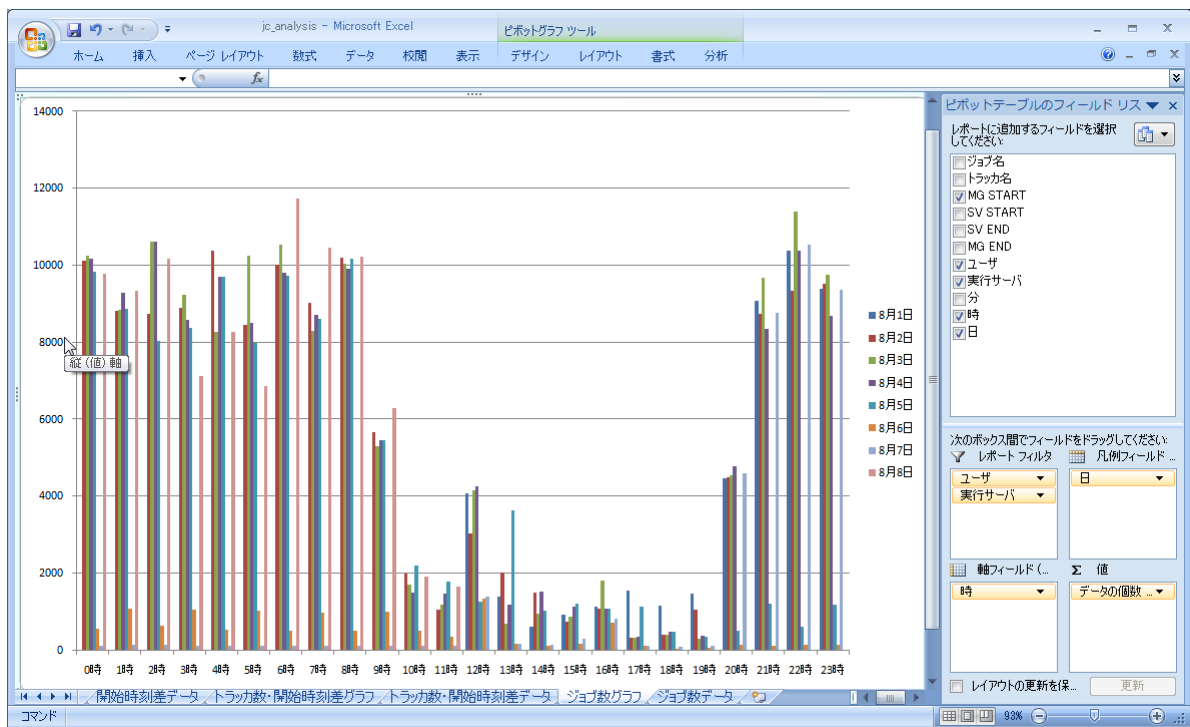 jc_analysis - Microsoft Excel
ピボットグラフ ツール
ホーム 挿入 ページ レイアウト 数式 データ 校閲 表示 デザイン レイアウト 書式 分析
fx
14000
12000
10000
8000
6000
4000
2000
0
縦 (値) 軸
0時 1時 2時 3時 4時 5時 6時 7時 8時 9時 10時 11時 12時 13時 14時 15時 16時 17時 18時 19時 20時 21時 22時 23時
8月1日
8月2日
8月3日
8月4日
8月5日
8月6日
8月7日
8月8日
ピボットテーブルのフィールド リスト
レポートに追加するフィールドを選択
してください:
ジョブ名
トラッカ名
MG START
SV START
SV END
MG END
ユーザ
実行サーバ
分
時
日
次のボックス間でフィールドをドラッグしてください:
レポート フィルタ 凡例フィールド ...
ユーザ 日
実行サーバ
軸フィールド (... Σ 値
時 データの個数 ...
レイアウトの更新を保... 更新
開始時刻差データ トラッカ数・開始時刻差グラフ トラッカ数・開始時刻差データ ジョブ数グラフ ジョブ数データ
コマンド 93%